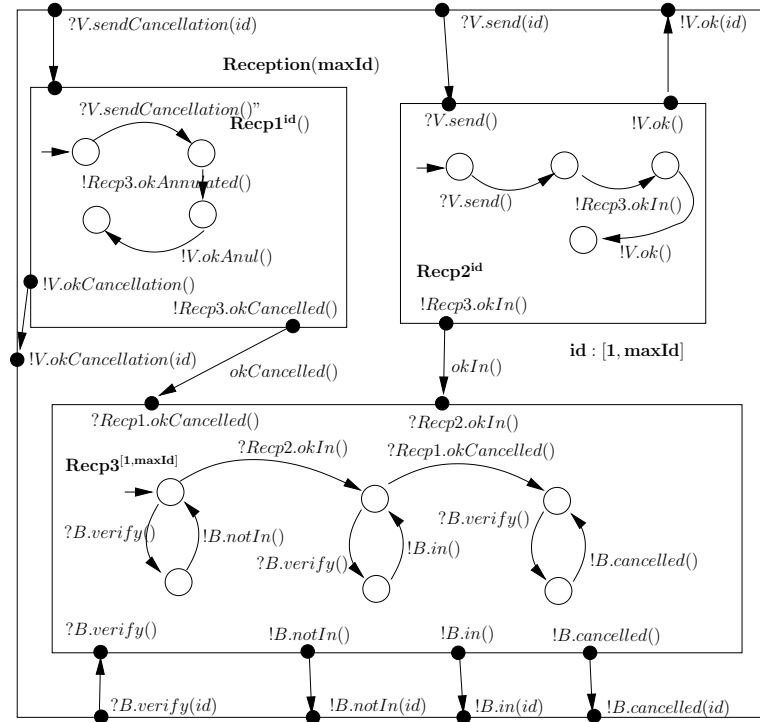 ?V.sendCancellation(id)
?V.send(id)
!V.ok(id)
Reception(maxId)
?V.sendCancellation()”
Recp1^id()
?V.send()
!V.ok()
!Recp3.okAnnulated()
?V.send()
!Recp3.okIn()
!V.okAnul()
!V.ok()
Recp2^id
!V.okCancellation()
!Recp3.okCancelled()
!Recp3.okIn()
!V.okCancellation(id)
id : [1, maxId]
okCancelled()
okIn()
?Recp1.okCancelled()
?Recp2.okIn()
?Recp2.okIn()
?Recp1.okCancelled()
Recp3^[1,maxId]
?B.verify()
!B.notIn()
?B.verify()
!B.in()
?B.verify()
!B.cancelled()
?B.verify()
!B.notIn()
!B.in()
!B.cancelled()
?B.verify(id)
!B.notIn(id)
!B.in(id)
!B.cancelled(id)